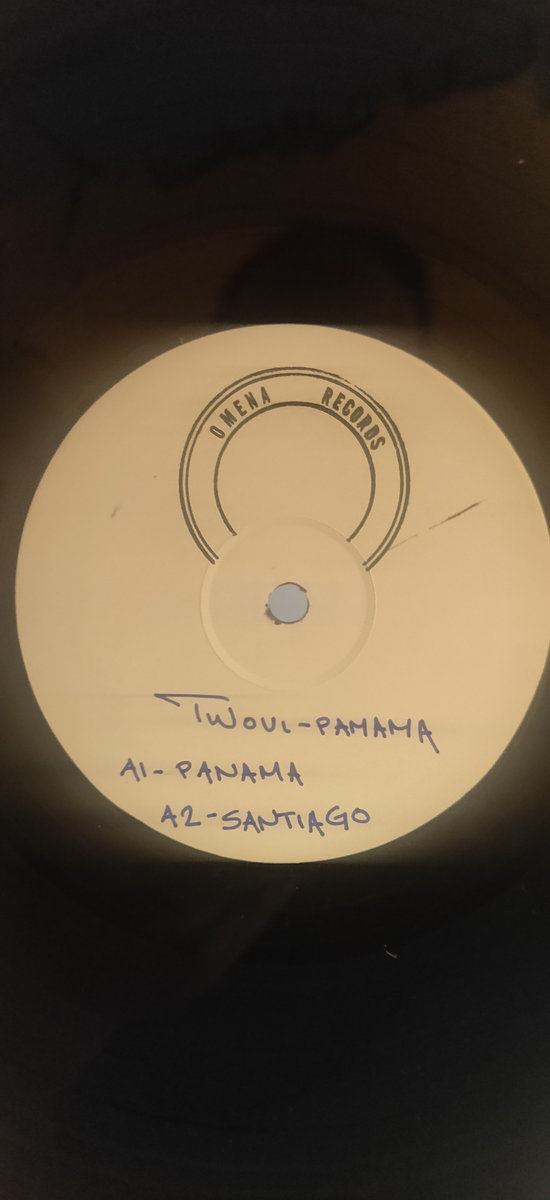 OMENA RECORDS
TWOUL-PAMAMA
A1-PANAMA
A2-SANTIAGO